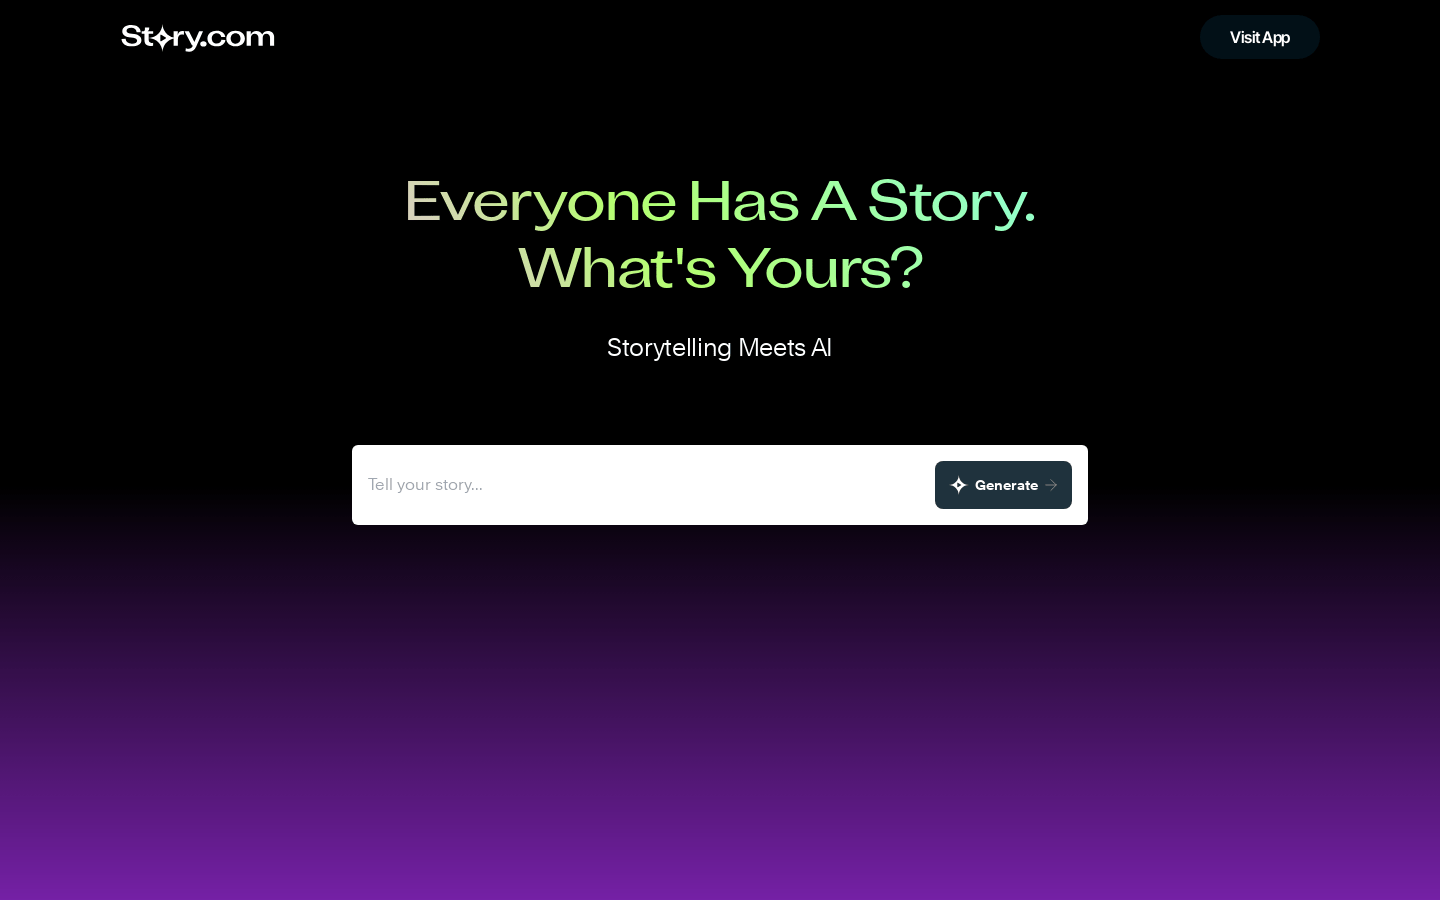 Story.com
Visit App
Everyone Has A Story.
What's Yours?
Storytelling Meets AI
Tell your story...
Generate